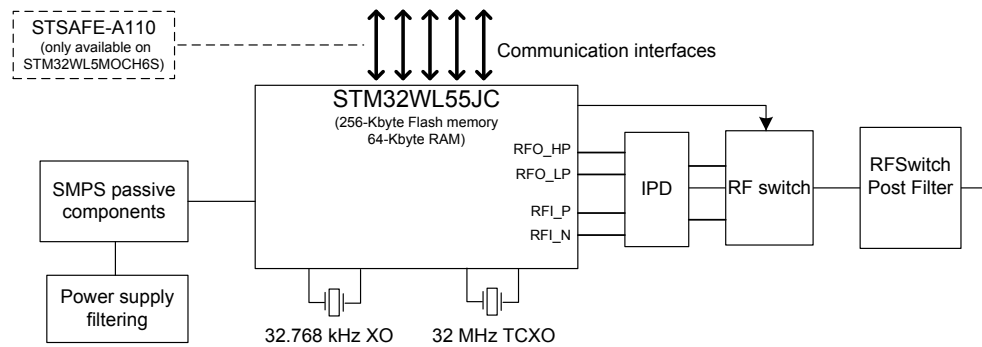 STSAFE-A110
(only available on
STM32WL5MOCH6S)
Communication interfaces
STM32WL55JC
(256-Kbyte Flash memory
64-Kbyte RAM)
RFO_HP
RFO_LP
RFI_P
RFI_N
IPD
RF switch
RFSwitch
Post Filter
SMPS passive
components
Power supply
filtering
32.768 kHz XO
32 MHz TCXO